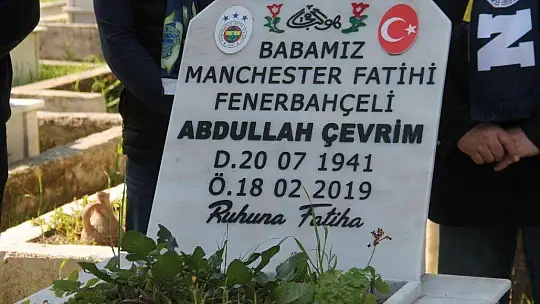 BABAMIZ
MANCHESTER FATİHİ
FENERBAHÇELİ
ABDULLAH ÇEVRİM
D.20 07 1941
Ö.18 02 2019
Ruhuna Fatiha
N